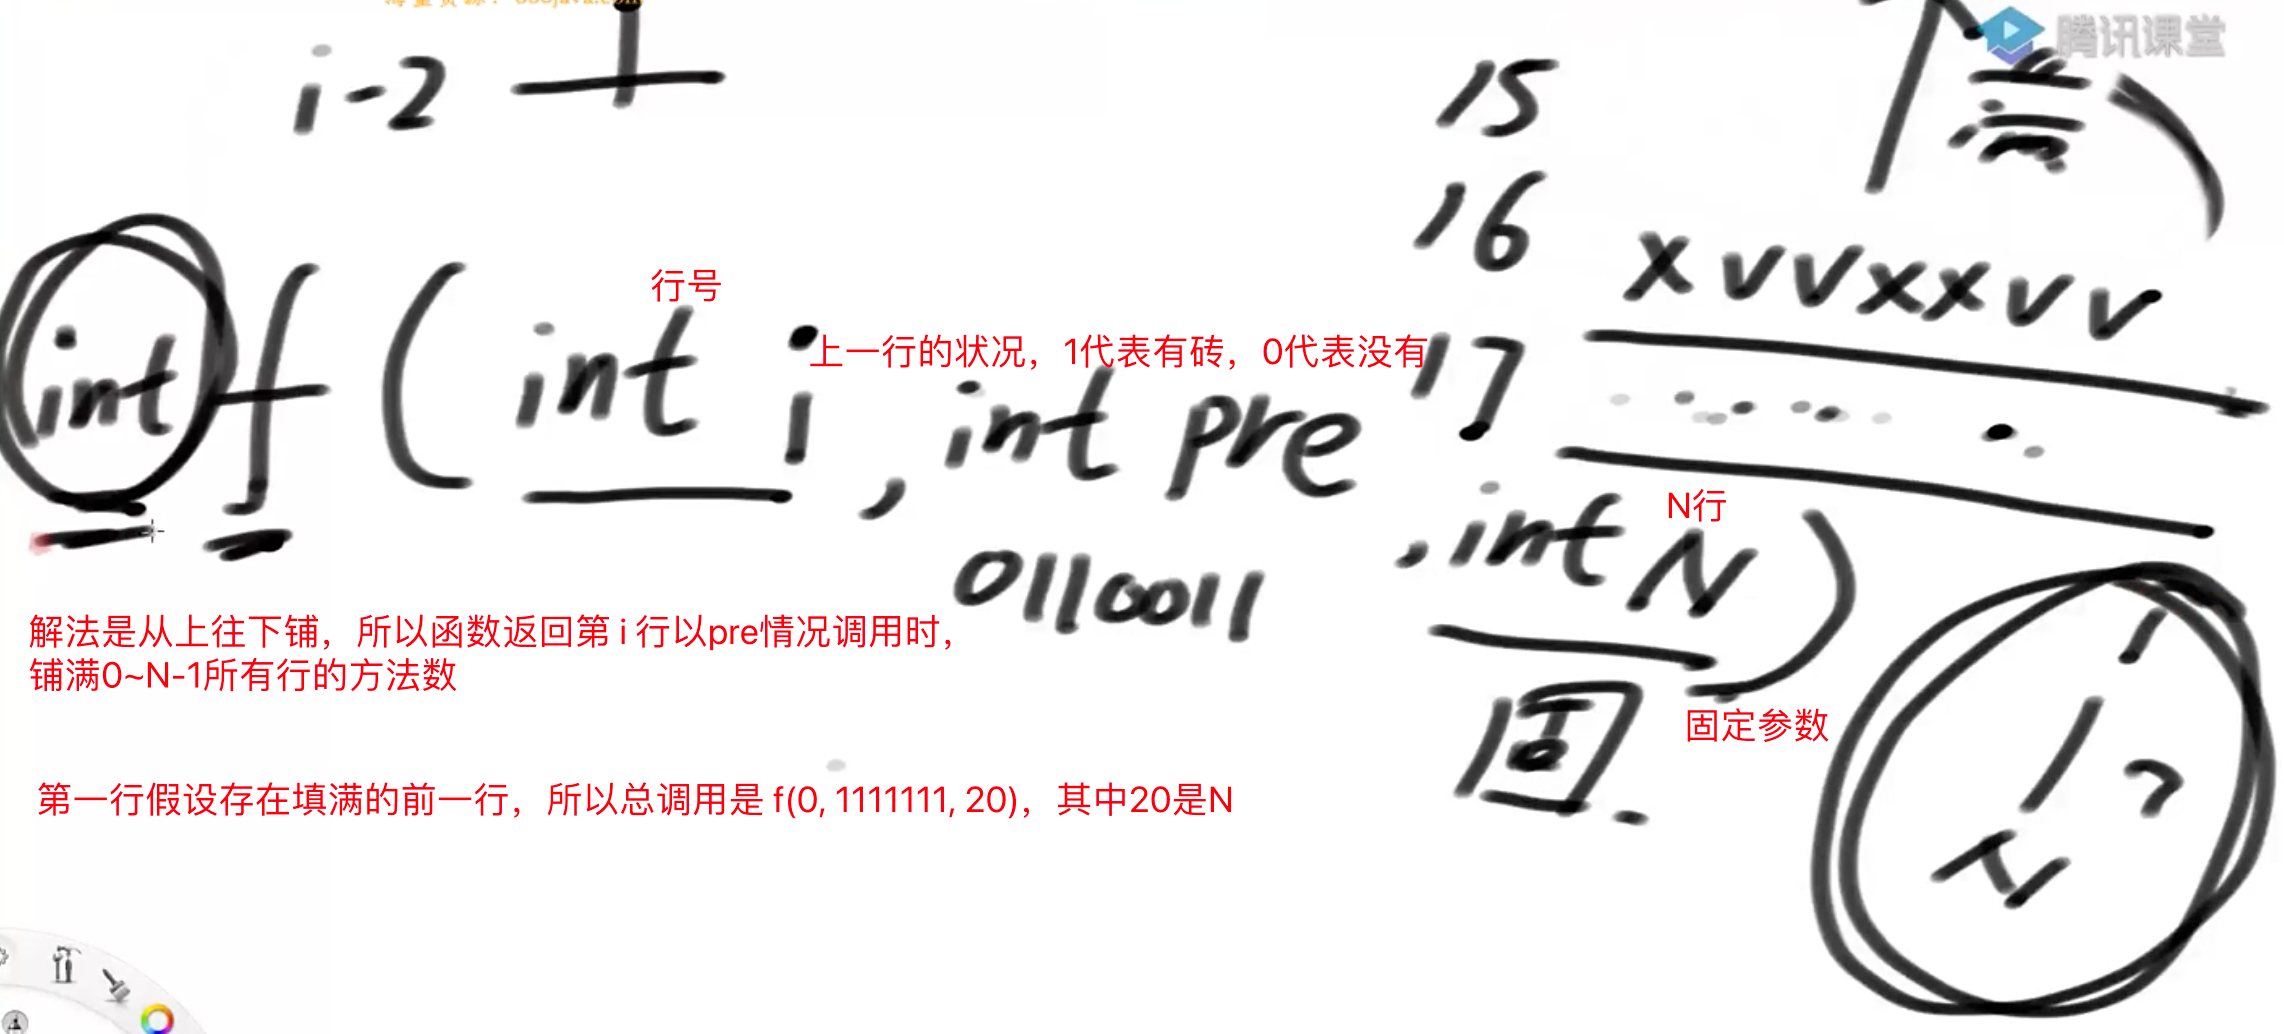 i-2
15
腾讯课堂
16
xvvxxvv
行号
上一行的状况，1代表有砖，0代表没有
int f ( int i , int pre
17
N行
, int N )
0110011
解法是从上往下铺，所以函数返回第 i 行以pre情况调用时，
铺满0~N-1所有行的方法数
固
固定参数
第一行假设存在填满的前一行，所以总调用是 f(0, 1111111, 20)，其中20是N